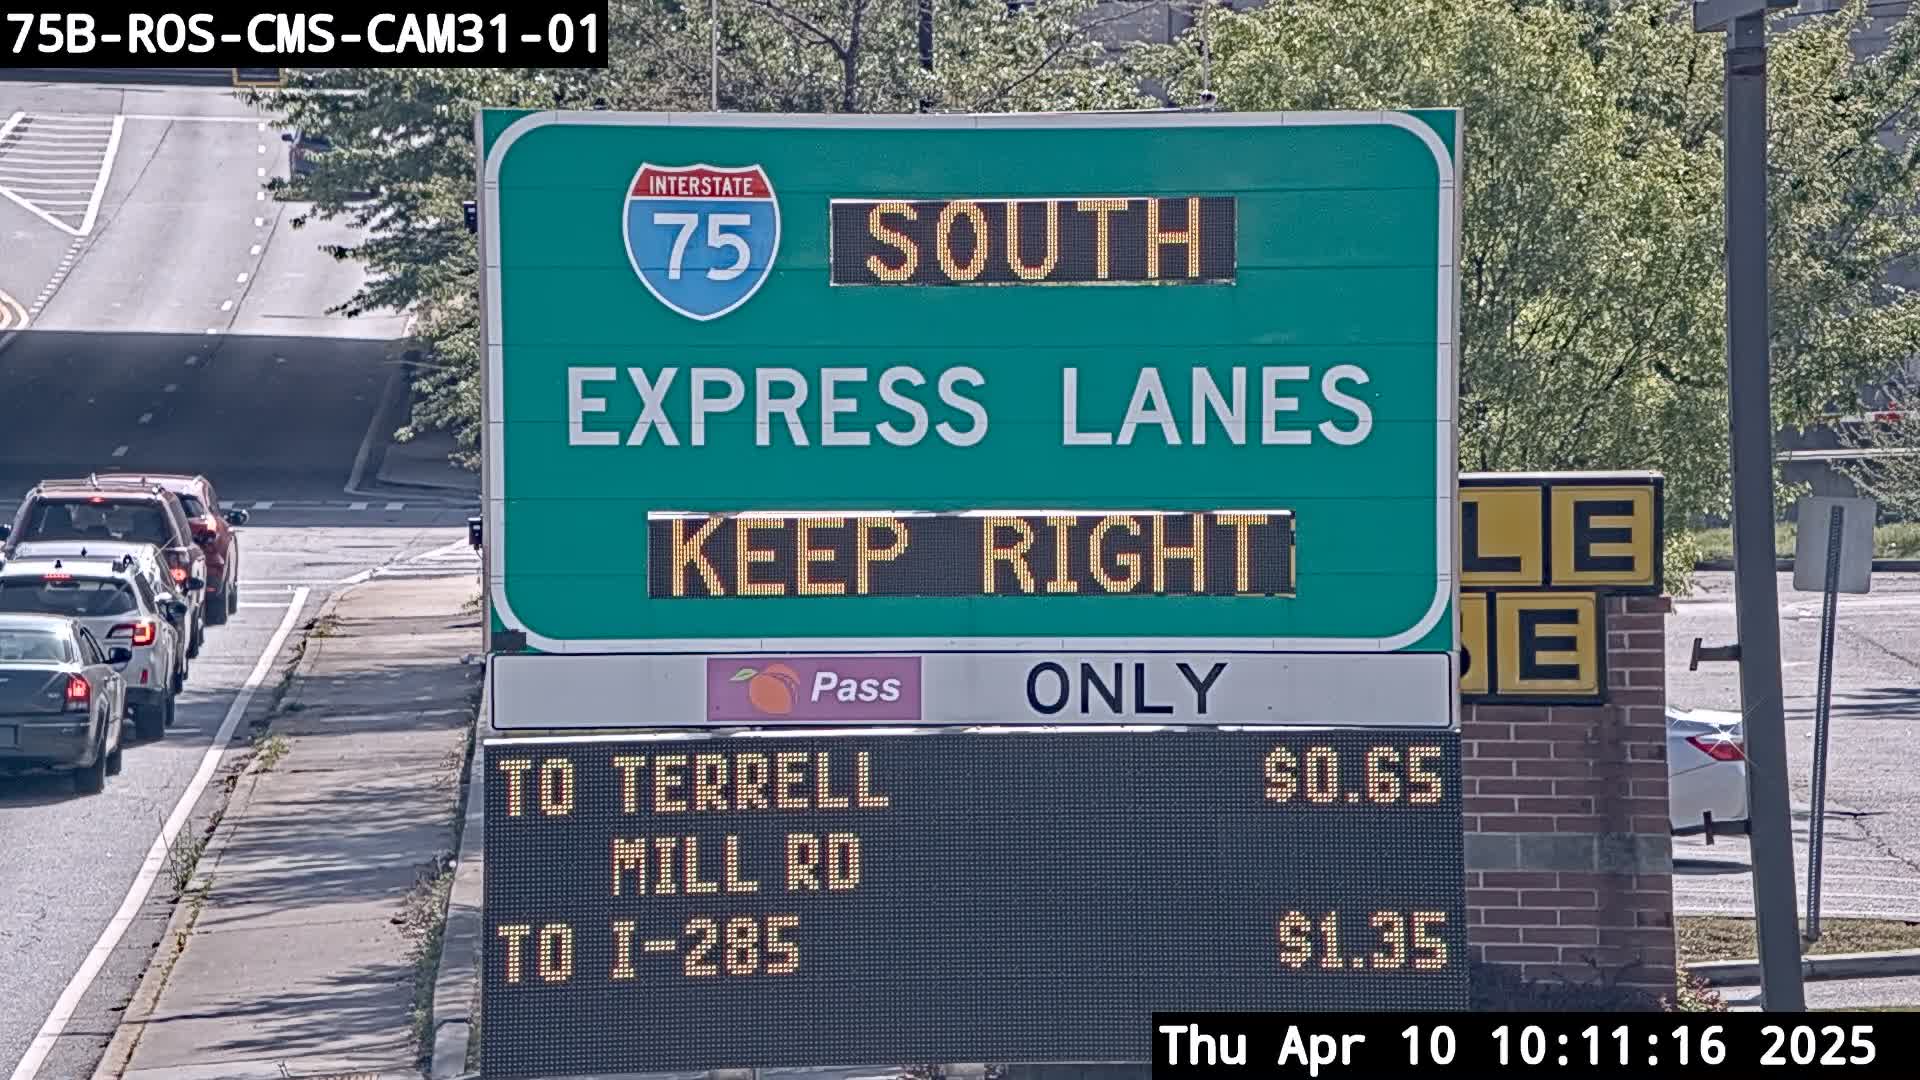 75B-ROS-CMS-CAM31-01
INTERSTATE
75
SOUTH
EXPRESS LANES
KEEP RIGHT
Pass ONLY
TO TERRELL $0.65
MILL RD
TO I-285 $1.35
LE
E
Thu Apr 10 10:11:16 2025